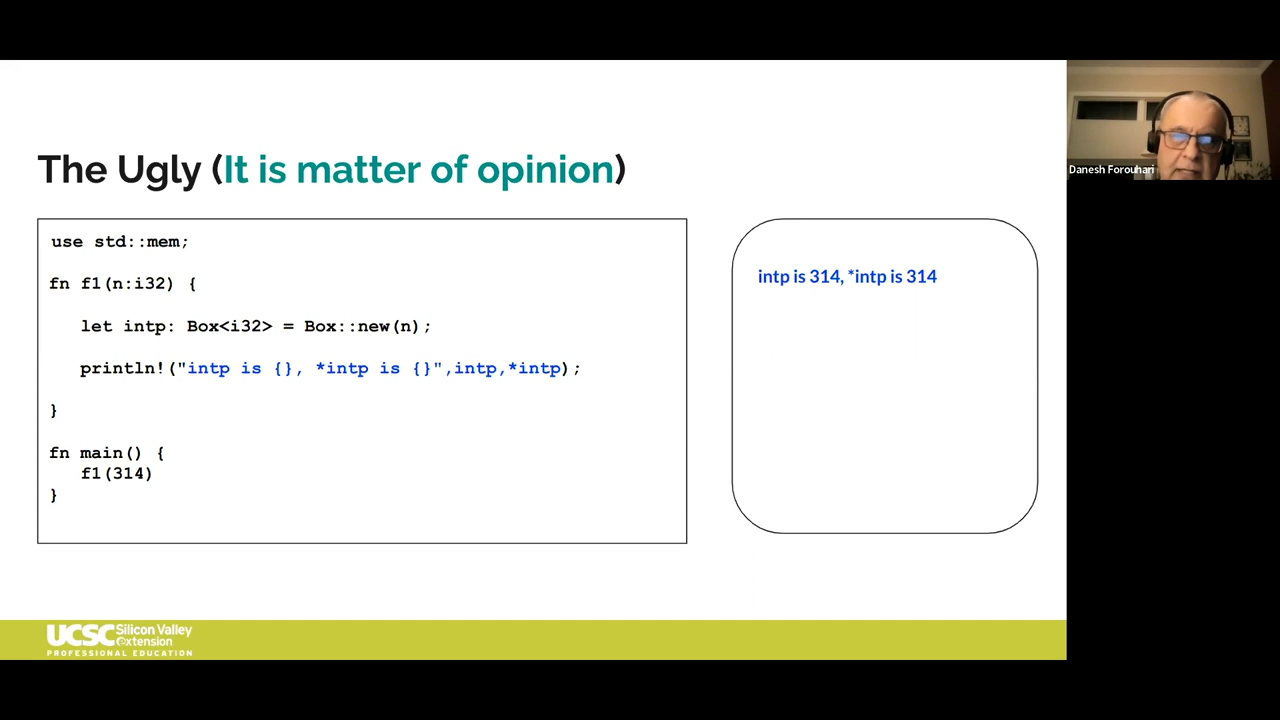 The Ugly (It is matter of opinion)
use std::mem;
fn f1(n:i32) {
let intp: Box<i32> = Box::new(n);
println!("intp is {}, *intp is {}",intp,*intp);
}
fn main() {
f1(314)
}
intp is 314, *intp is 314
Danesh Forouhari
UCSC Silicon Valley
extension
PROFESSIONAL EDUCATION